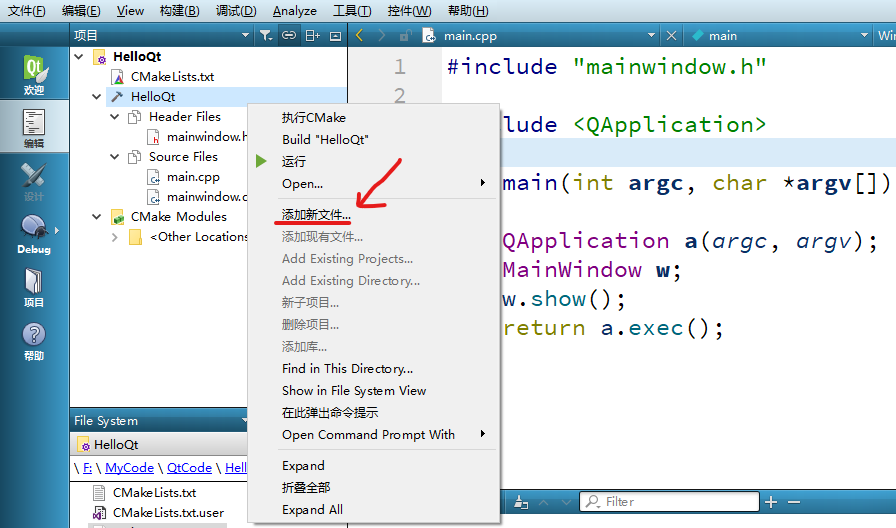 文件(F) 编辑(E) View 构建(B) 调试(D) Analyze 工具(T) 控件(W) 帮助(H)
项目
main.cpp
main
Win
Qt
欢迎
编辑
设计
Debug
项目
帮助
HelloQt
CMakeLists.txt
HelloQt
Header Files
mainwindow.h
Source Files
main.cpp
mainwindow.c
CMake Modules
<Other Locations
执行CMake
Build "HelloQt"
运行
Open...
添加新文件...
添加现有文件...
Add Existing Projects...
Add Existing Directory...
新子项目...
删除项目...
添加库...
Find in This Directory...
Show in File System View
在此弹出命令提示
Open Command Prompt With
Expand
折叠全部
Expand All
1 #include "mainwindow.h"
2
lude <QApplication>
main(int argc, char *argv[])
QApplication a(argc, argv);
MainWindow w;
w.show();
return a.exec();
File System
HelloQt
\ F: \ MyCode \ QtCode \ Hell
CMakeLists.txt
CMakeLists.txt.user
Filter